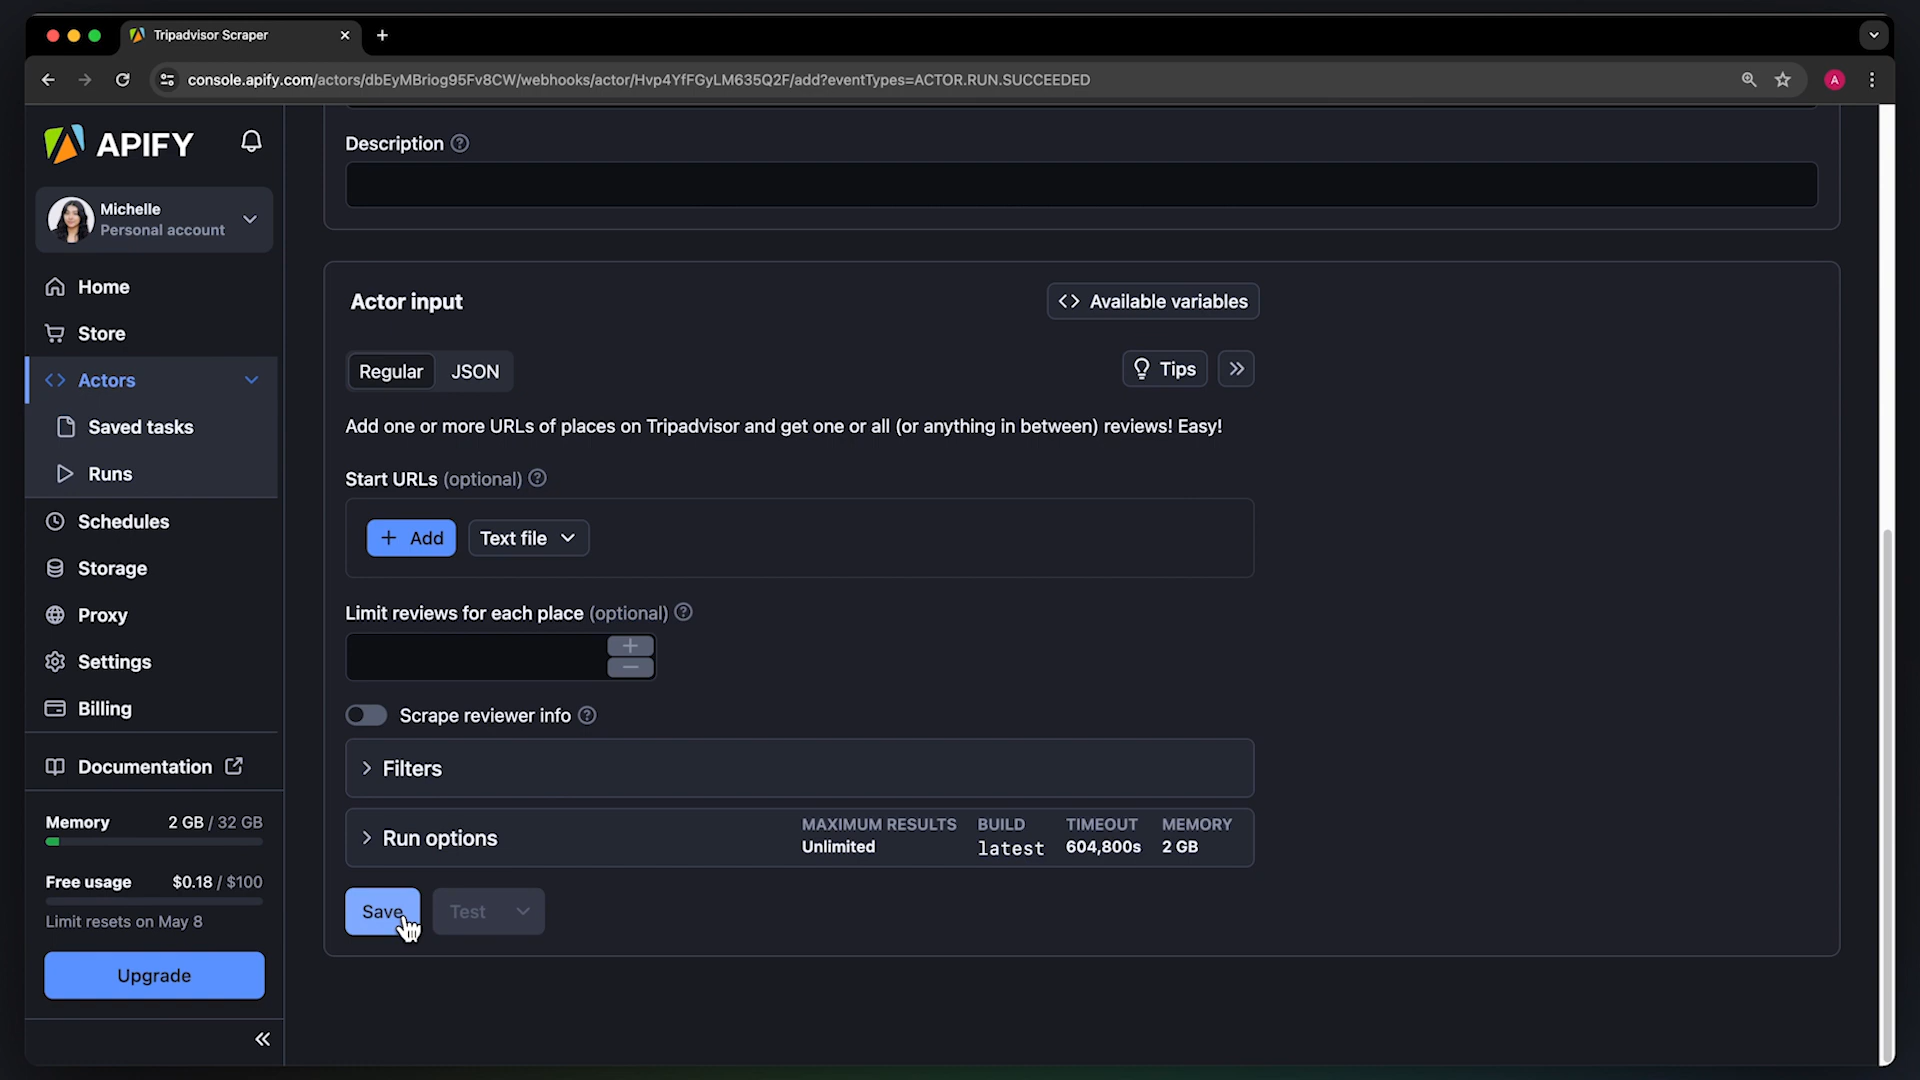 Tripadvisor Scraper
console.apify.com/actors/dbEyMBriog95Fv8CW/webhooks/actor/Hvp4YfFGyLM635Q2F/add?eventTypes=ACTOR.RUN.SUCCEEDED
A
APIFY
Michelle
Personal account
Home
Store
Actors
Saved tasks
Runs
Schedules
Storage
Proxy
Settings
Billing
Documentation
Memory 2 GB / 32 GB
Free usage $0.18 / $100
Limit resets on May 8
Upgrade
Description
Actor input
Available variables
Regular JSON
Tips
Add one or more URLs of places on Tripadvisor and get one or all (or anything in between) reviews! Easy!
Start URLs (optional)
+ Add Text file
Limit reviews for each place (optional)
Scrape reviewer info
Filters
Run options
MAXIMUM RESULTS BUILD TIMEOUT MEMORY
Unlimited latest 604,800s 2 GB
Save Test